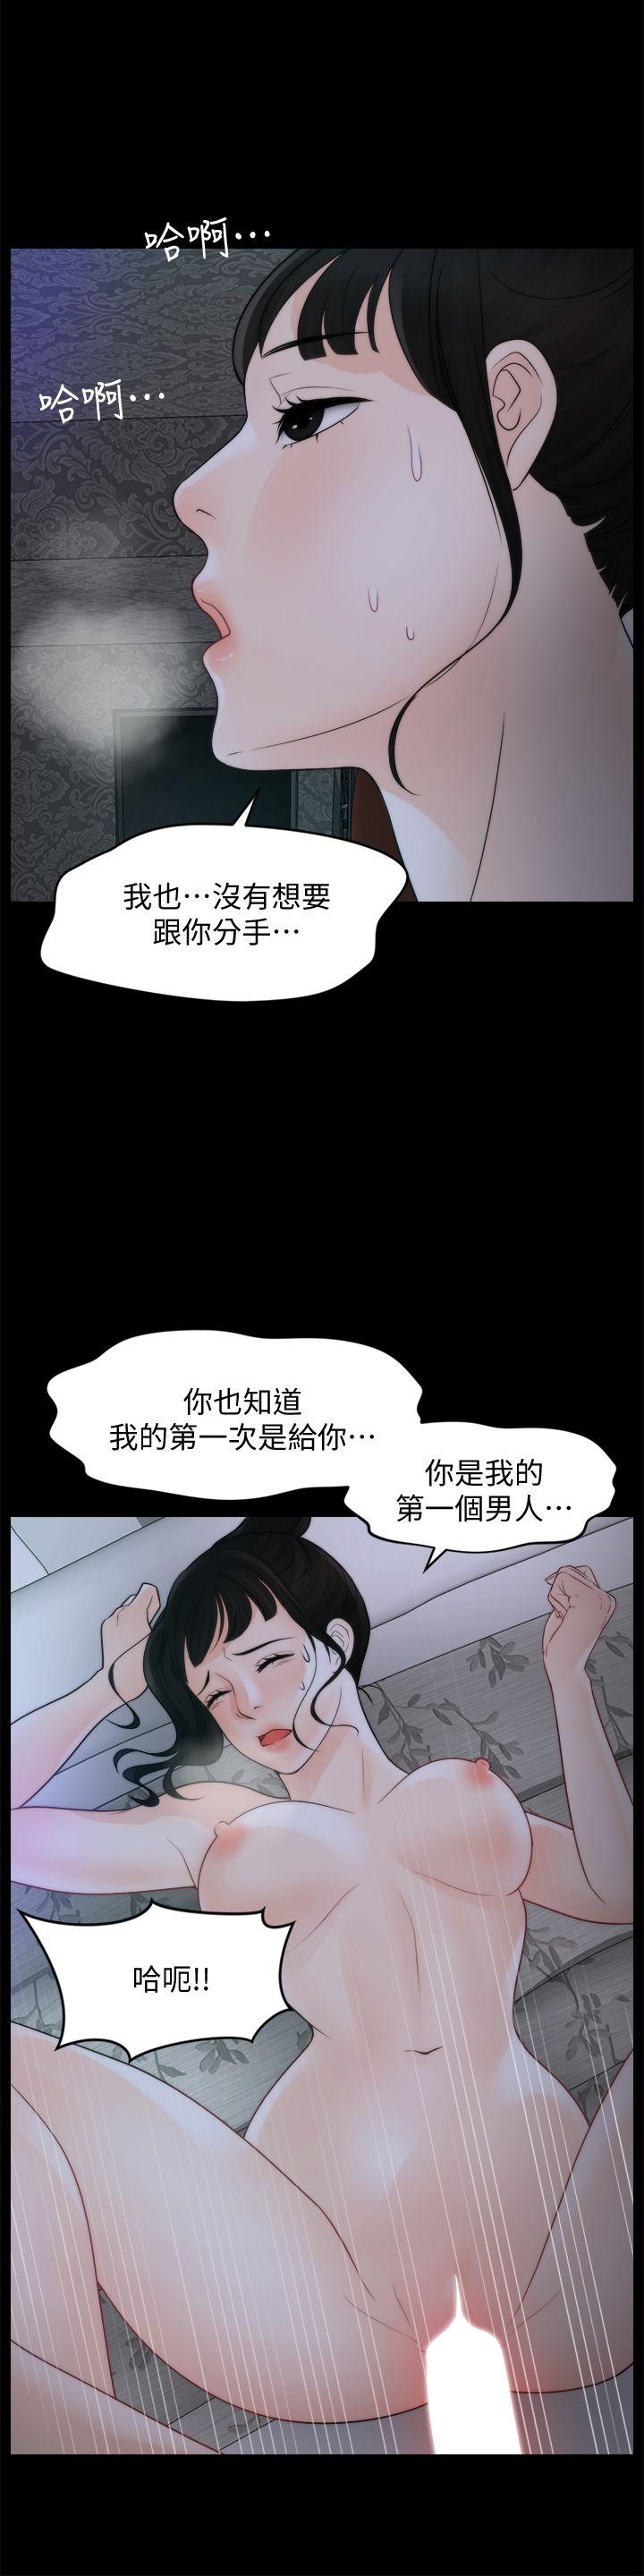 哈啊…
哈啊…
我也…沒有想要
跟你分手…
你也知道
我的第一次是給你…
你是我的
第一個男人…
哈呃!!